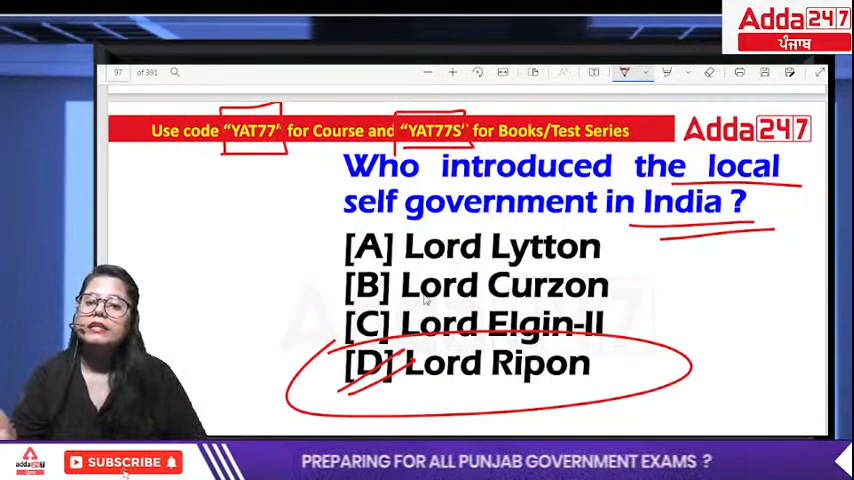 Adda247
ਪੰਜਾਬ
97 of 391
Use code “YAT77” for Course and “YAT77S” for Books/Test Series
Adda247
Who introduced the local
self government in India ?
[A] Lord Lytton
[B] Lord Curzon
[C] Lord Elgin-II
[D] Lord Ripon
Adda247
SUBSCRIBE
PREPARING FOR ALL PUNJAB GOVERNMENT EXAMS ?